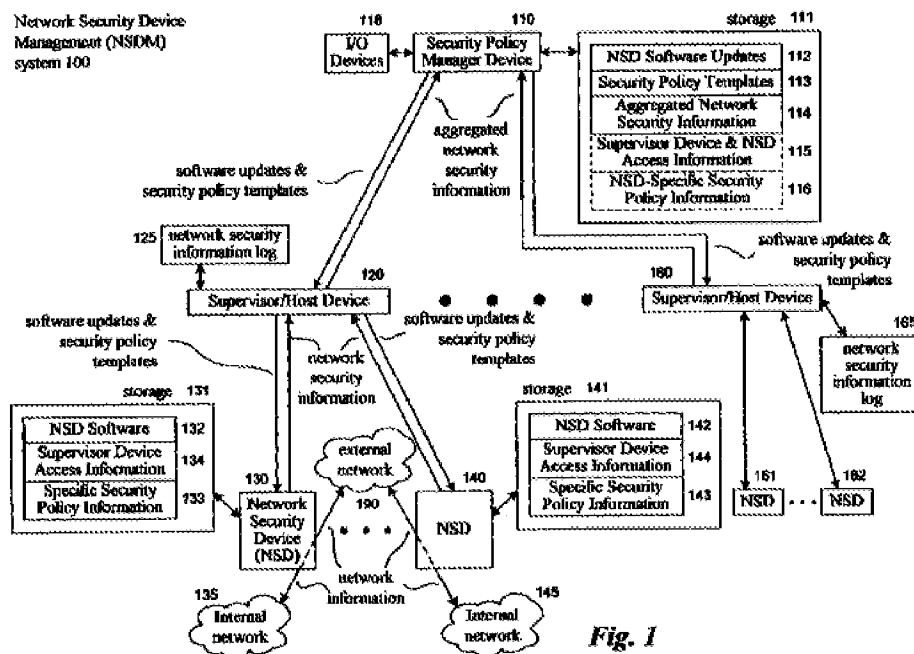 Network Security Device
Management (NSDM)
system 100
118
I/O
Devices
110
Security Policy
Manager Device
storage 111
NSD Software Updates 112
Security Policy Templates 113
Aggregated Network
Security Information
114
Supervisor Device & NSD
Access Information
115
NSD-Specific Security
Policy Information
116
aggregated
network
security
information
software updates &
security policy templates
125
network security
information log
120
Supervisor/Host Device
software updates &
security policy
templates
160
Supervisor/Host Device
165
network
security
information
log
software updates &
security policy
templates
network
security
information
software updates &
security policy
templates
storage 131
NSD Software 132
Supervisor Device
Access Information
134
Specific Security
Policy Information
133
130
Network
Security
Device
(NSD)
external
network
190
140
NSD
storage 141
NSD Software 142
Supervisor Device
Access Information
144
Specific Security
Policy Information
143
161
NSD
162
NSD
network
information
135
Internal
network
145
Internal
network
Fig. 1